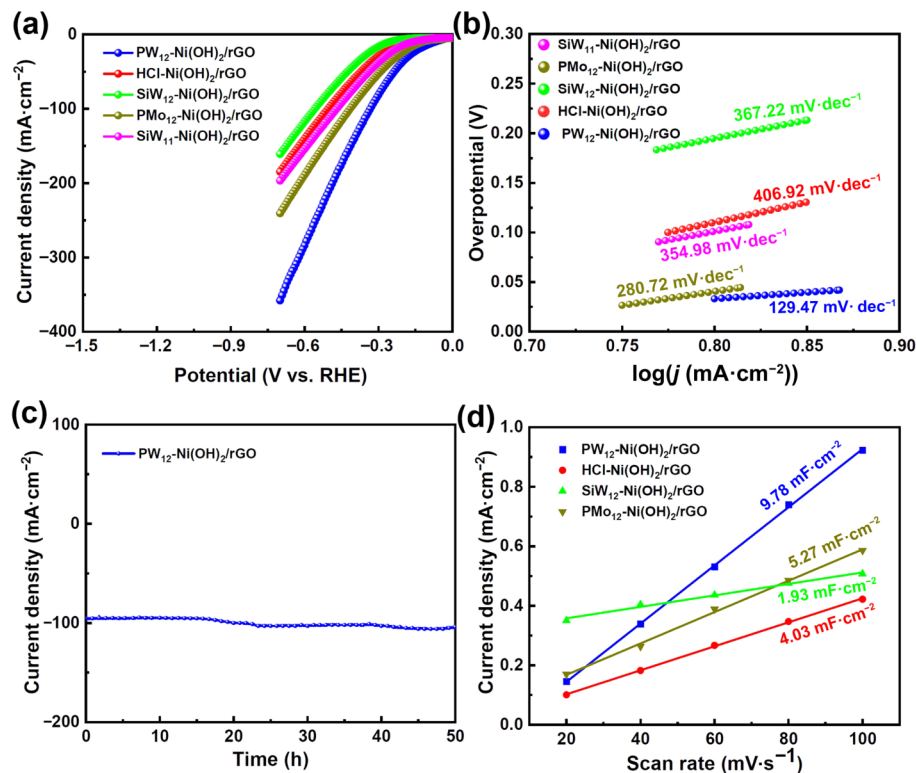 (a)
PW₁₂-Ni(OH)₂/rGO
HCl-Ni(OH)₂/rGO
SiW₁₂-Ni(OH)₂/rGO
PMo₁₂-Ni(OH)₂/rGO
SiW₁₁-Ni(OH)₂/rGO
0
−100
−200
−300
−400
Current density (mA·cm⁻²)
−1.5
−1.2
−0.9
−0.6
−0.3
0.0
Potential (V vs. RHE)
(b)
SiW₁₁-Ni(OH)₂/rGO
PMo₁₂-Ni(OH)₂/rGO
SiW₁₂-Ni(OH)₂/rGO
HCl-Ni(OH)₂/rGO
PW₁₂-Ni(OH)₂/rGO
367.22 mV·dec⁻¹
406.92 mV·dec⁻¹
354.98 mV·dec⁻¹
280.72 mV·dec⁻¹
129.47 mV·dec⁻¹
0.30
0.25
0.20
0.15
0.10
0.05
0.00
Overpotential (V)
0.70
0.75
0.80
0.85
0.90
log(j (mA·cm⁻²))
(c)
PW₁₂-Ni(OH)₂/rGO
100
0
−100
−200
Current density (mA·cm⁻²)
0
10
20
30
40
50
Time (h)
(d)
PW₁₂-Ni(OH)₂/rGO
HCl-Ni(OH)₂/rGO
SiW₁₂-Ni(OH)₂/rGO
PMo₁₂-Ni(OH)₂/rGO
9.78 mF·cm⁻²
5.27 mF·cm⁻²
1.93 mF·cm⁻²
4.03 mF·cm⁻²
1.0
0.8
0.6
0.4
0.2
0.0
Current density (mA·cm⁻²)
20
40
60
80
100
Scan rate (mV·s⁻¹)